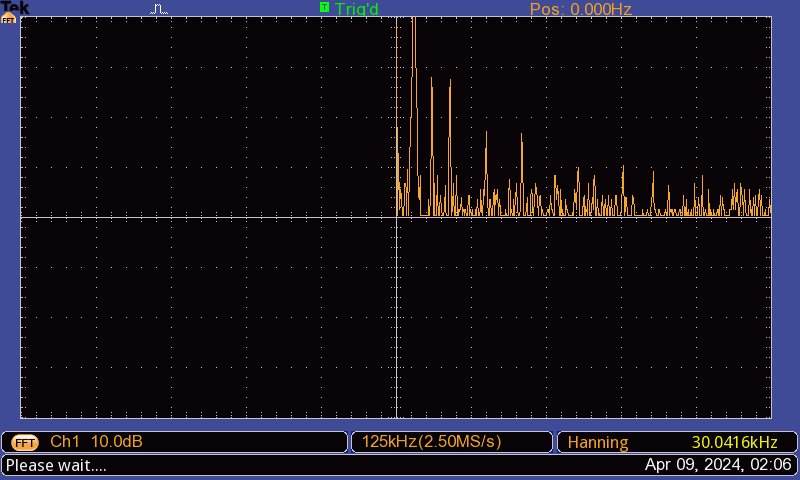 Tek
FFT
T Trig'd
Pos: 0.000Hz
FFT Ch1 10.0dB
125kHz(2.50MS/s)
Hanning 30.0416kHz
Please wait....
Apr 09, 2024, 02:06